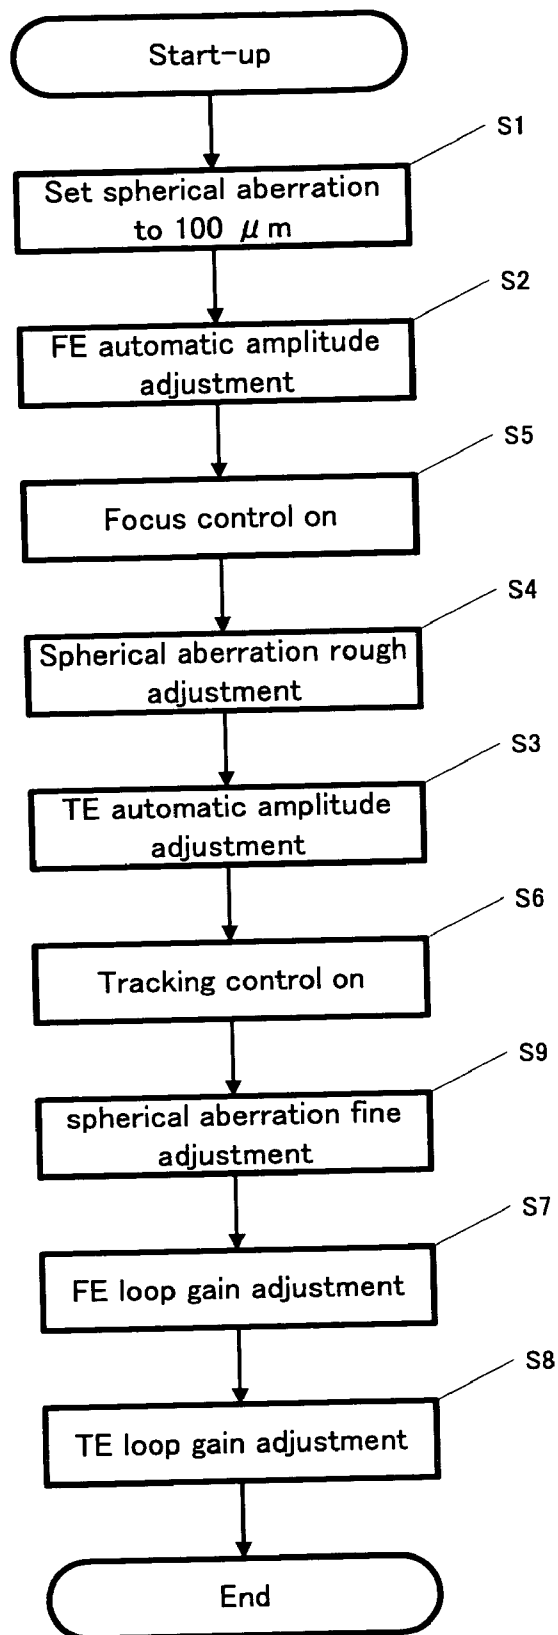 Start-up
S1
Set spherical aberration
to 100 μm
S2
FE automatic amplitude
adjustment
S5
Focus control on
S4
Spherical aberration rough
adjustment
S3
TE automatic amplitude
adjustment
S6
Tracking control on
S9
spherical aberration fine
adjustment
S7
FE loop gain adjustment
S8
TE loop gain adjustment
End